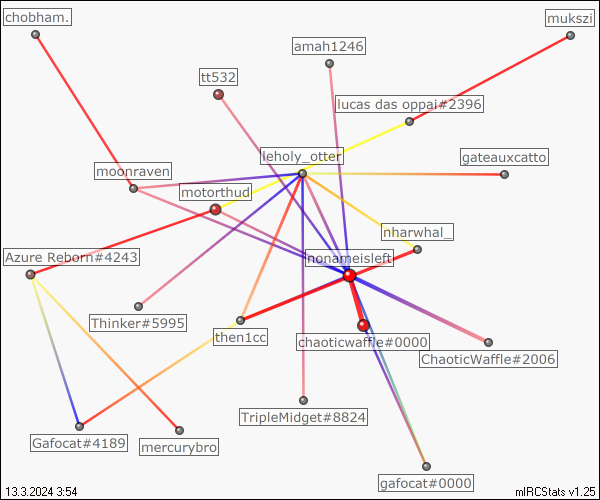 chobham.
mukszi
amah1246
tt532
lucas das oppai#2396
leholy_otter
gateauxcatto
moonraven
motorthud
nharwhal_
Azure Reborn#4243
nonameisleft
Thinker#5995
then1cc
chaoticwaffle#0000
ChaoticWaffle#2006
TripleMidget#8824
Gafocat#4189
mercurybro
gafocat#0000
13.3.2024 3:54
mIRCStats v1.25